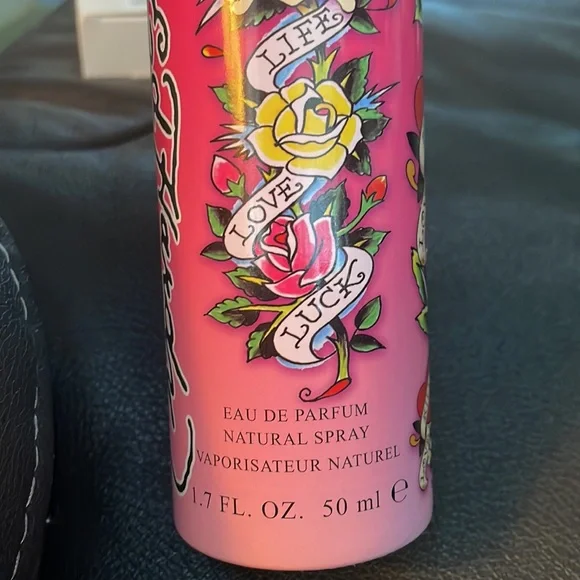 LIFE
LOVE
LUCK
EAU DE PARFUM
NATURAL SPRAY
VAPORISATEUR NATUREL
1.7 FL. OZ. 50 ml ℮